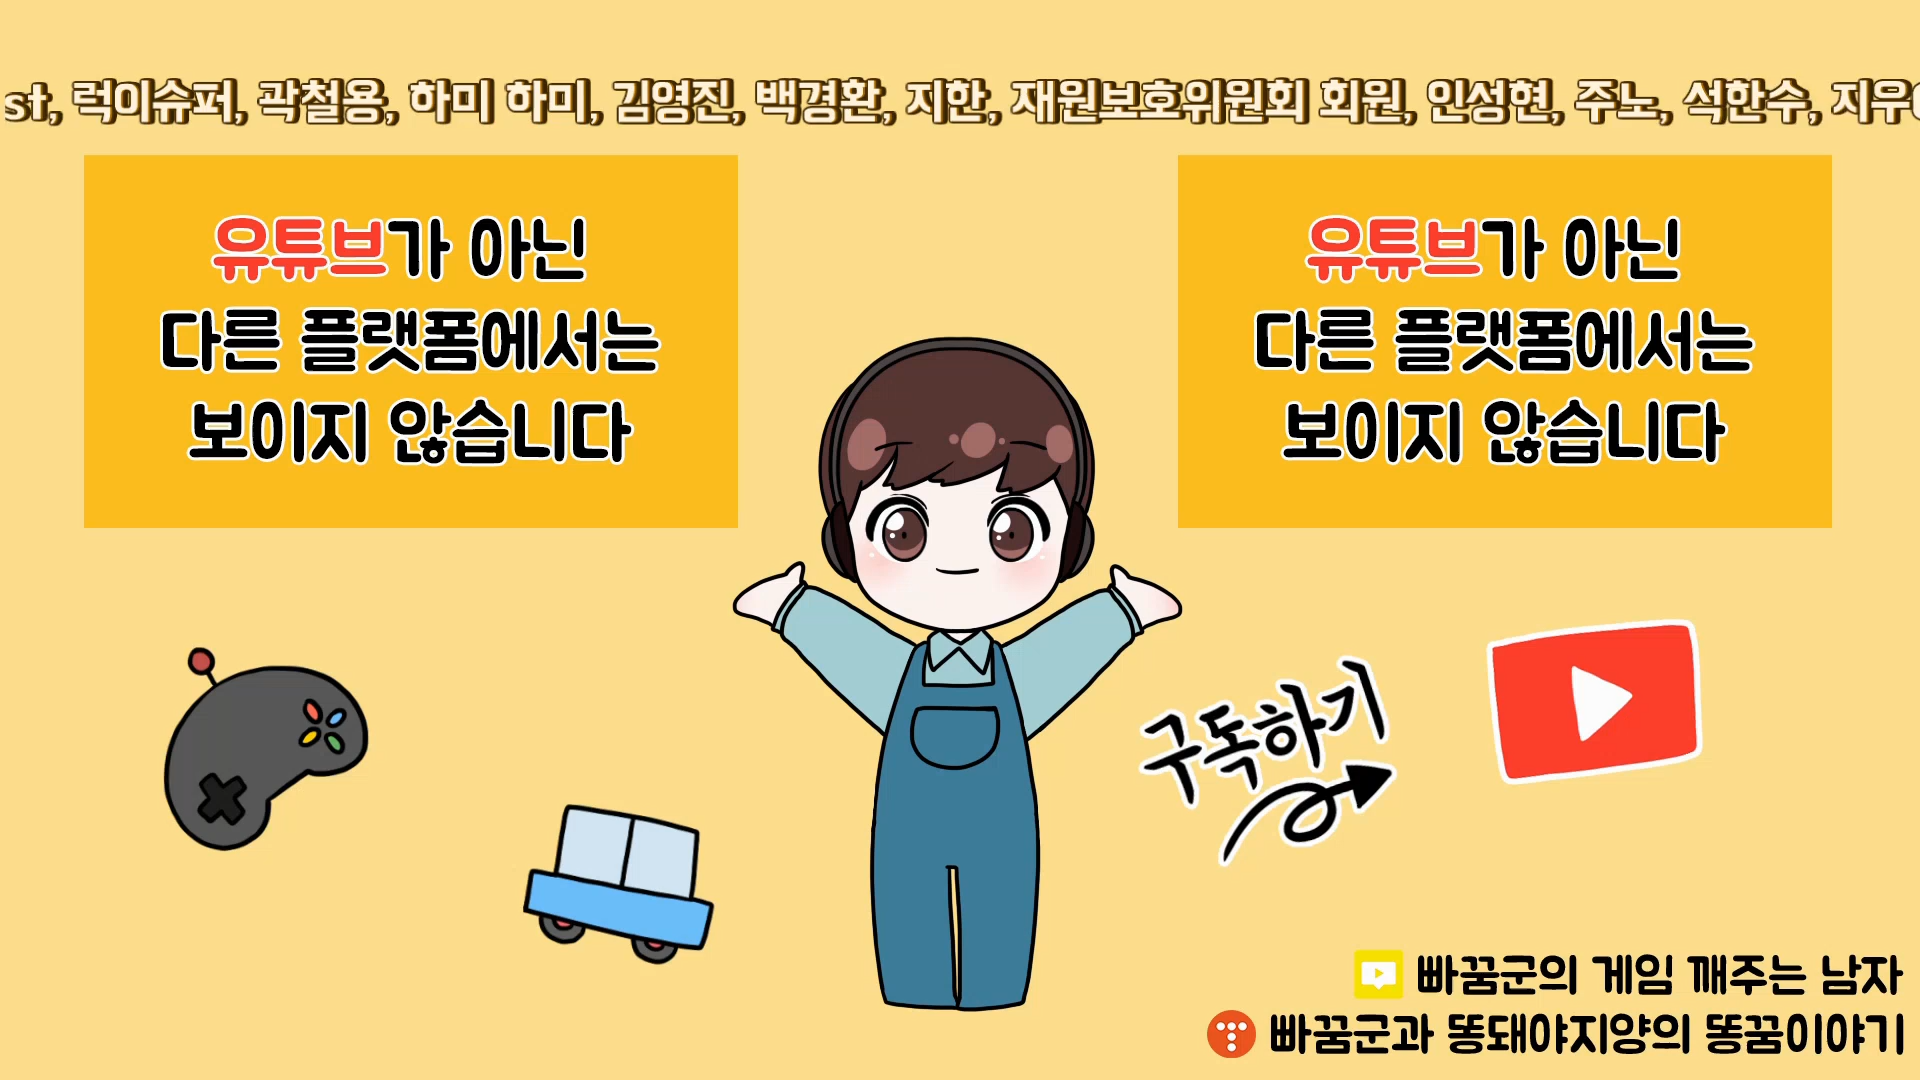 st, 럭이슈퍼, 곽철용, 하미 하미, 김영진, 백경환, 지한, 재원보호위원회 회원, 인성현, 주노, 석한수, 지우
유튜브가 아닌
다른 플랫폼에서는
보이지 않습니다
유튜브가 아닌
다른 플랫폼에서는
보이지 않습니다
구독하기
빠꿈군의 게임 깨주는 남자
빠꿈군과 똥돼야지양의 똥꿈이야기